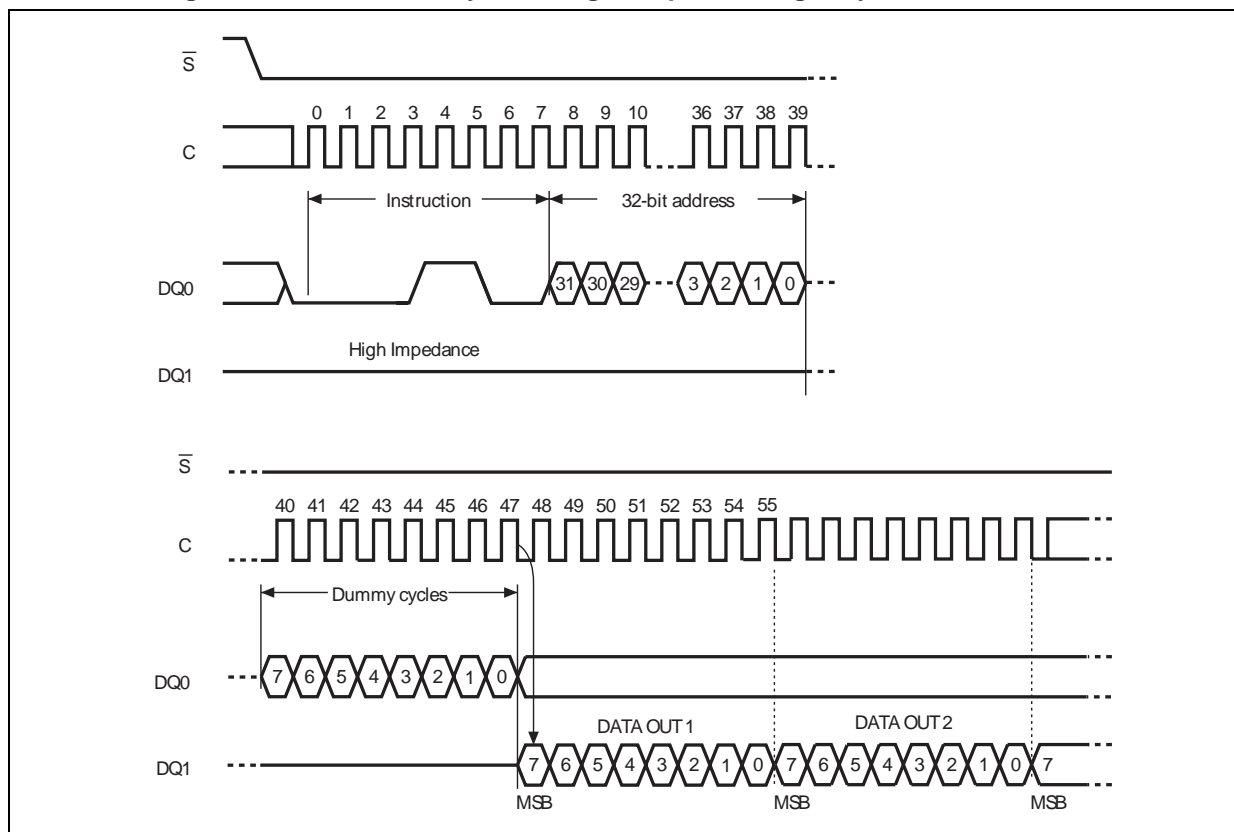 S
0 1 2 3 4 5 6 7 8 9 10 36 37 38 39
C
Instruction 32-bit address
DQ0 31 30 29 3 2 1 0
High Impedance
DQ1
S
40 41 42 43 44 45 46 47 48 49 50 51 52 53 54 55
C
Dummy cycles
DQ0 7 6 5 4 3 2 1 0
DATA OUT 1 DATA OUT 2
DQ1 7 6 5 4 3 2 1 0 7 6 5 4 3 2 1 0 7
MSB MSB MSB